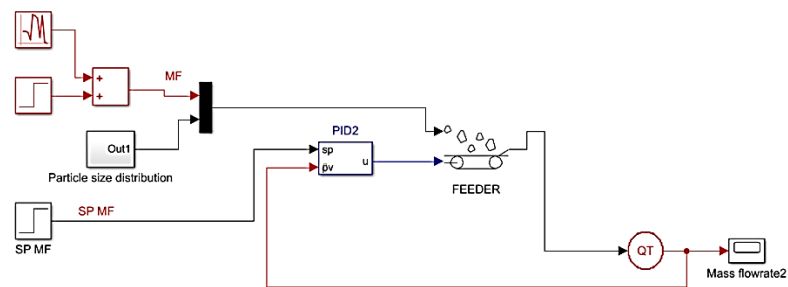 +
+
MF
Out1
Particle size distribution
PID2
sp
pv
u
FEEDER
SP MF
SP MF
QT
Mass flowrate2